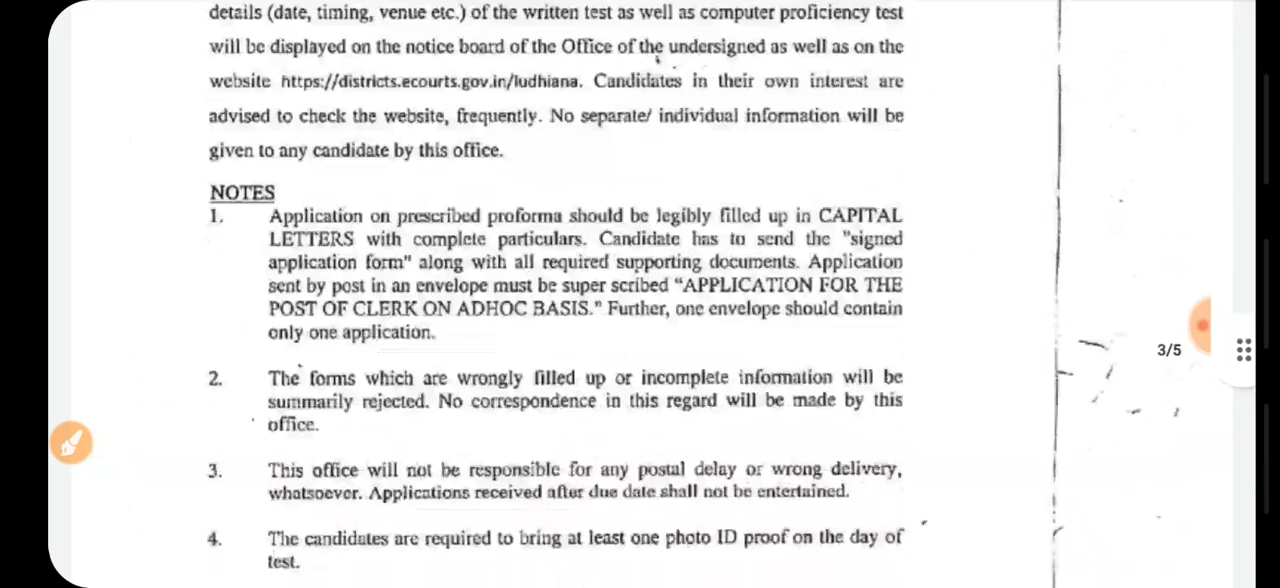 details (date, timing, venue etc.) of the written test as well as computer proficiency test
will be displayed on the notice board of the Office of the undersigned as well as on the
website https://districts.ecourts.gov.in/ludhiana. Candidates in their own interest are
advised to check the website, frequently. No separate/ individual information will be
given to any candidate by this office.
NOTES
1. Application on prescribed proforma should be legibly filled up in CAPITAL
LETTERS with complete particulars. Candidate has to send the "signed
application form" along with all required supporting documents. Application
sent by post in an envelope must be super scribed “APPLICATION FOR THE
POST OF CLERK ON ADHOC BASIS.” Further, one envelope should contain
only one application.
3/5
2. The forms which are wrongly filled up or incomplete information will be
summarily rejected. No correspondence in this regard will be made by this
office.
3. This office will not be responsible for any postal delay or wrong delivery,
whatsoever. Applications received after due date shall not be entertained.
4. The candidates are required to bring at least one photo ID proof on the day of
test.